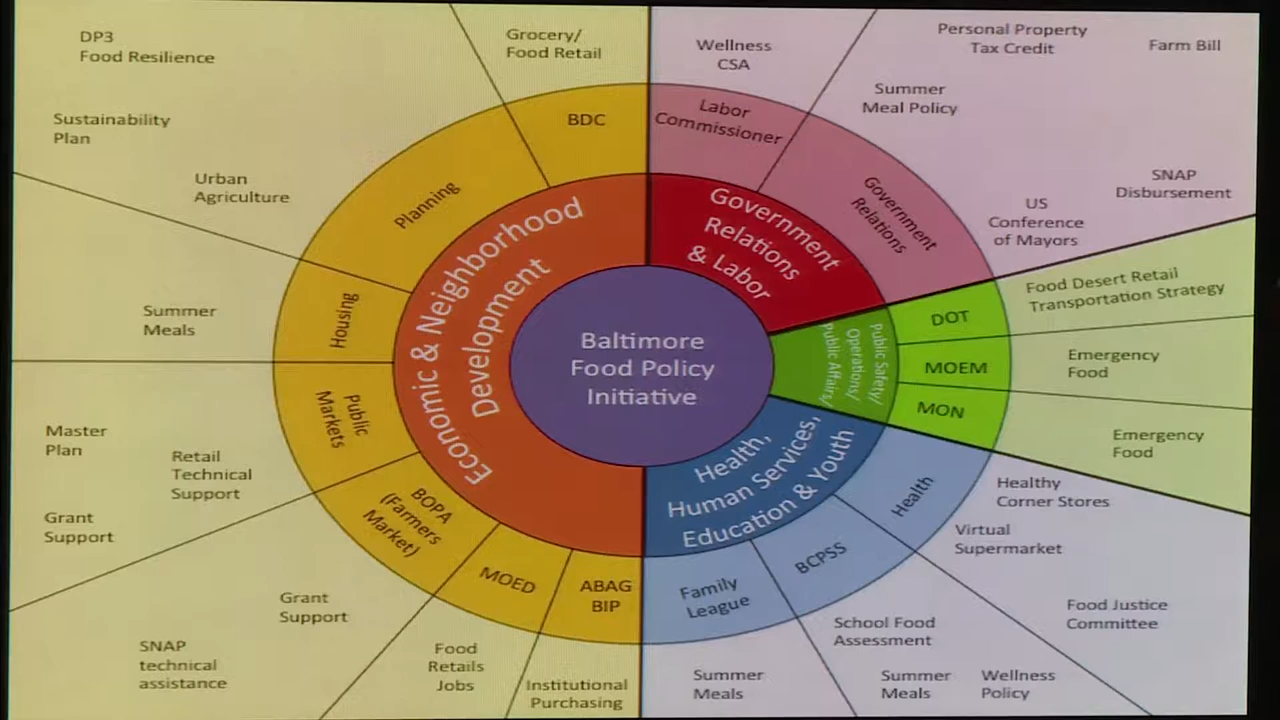 DP3
Food Resilience
Sustainability
Plan
Urban
Agriculture
Grocery/
Food Retail
Wellness
CSA
Personal Property
Tax Credit
Farm Bill
Summer
Meal Policy
SNAP
Disbursement
US
Conference
of Mayors
BDC
Labor
Commissioner
Planning
Government
Relations
Economic & Neighborhood
Development
Government
Relations
& Labor
Food Desert Retail
Transportation Strategy
DOT
Summer
Meals
Housing
Baltimore
Food Policy
Initiative
Public Safety/
Operations/
Public Affairs/
MOEM
Emergency
Food
MON
Emergency
Food
Public
Markets
Master
Plan
Retail
Technical
Support
Grant
Support
Health,
Human Services,
Education & Youth
Health
Healthy
Corner Stores
Virtual
Supermarket
Food Justice
Committee
BOPA
(Farmers
Market)
MOED
ABAG
BIP
Family
League
BCPSS
Grant
Support
SNAP
technical
assistance
Food
Retails
Jobs
Institutional
Purchasing
Summer
Meals
School Food
Assessment
Summer
Meals
Wellness
Policy